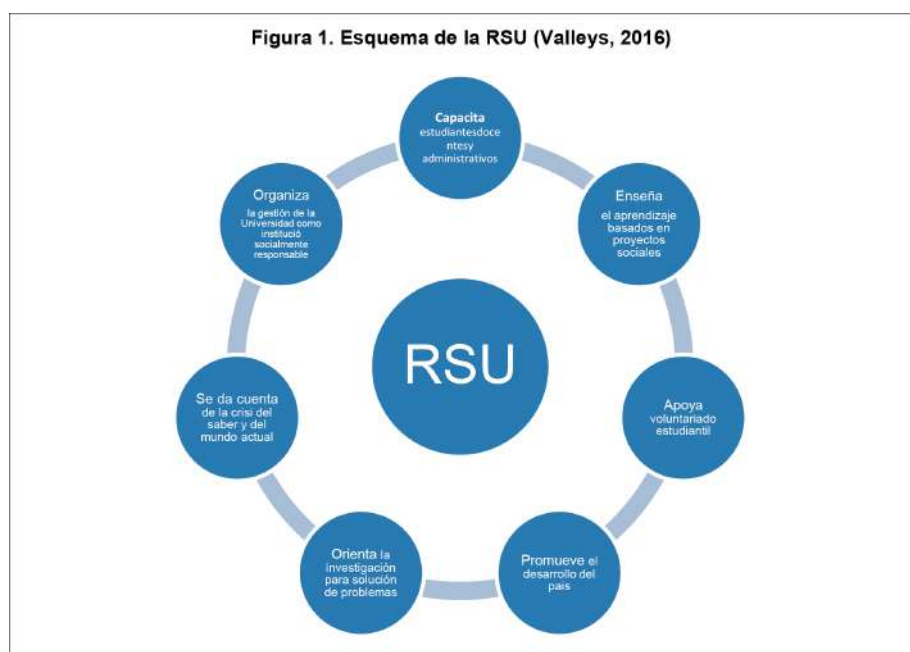 Figura 1. Esquema de la RSU (Valleys, 2016)
Capacita
estudiantesdoce
ntesy
administrativos
Enseña
el aprendizaje
basados en
proyectos
sociales
Apoya
voluntariado
estudiantil
Promueve el
desarrollo del
pais
Orienta la
investigación
para solución
de problemas
Se da cuenta
de la crisi del
saber y del
mundo actual
Organiza
la gestión de la
Universidad como
institució
socialmente
responsable
RSU